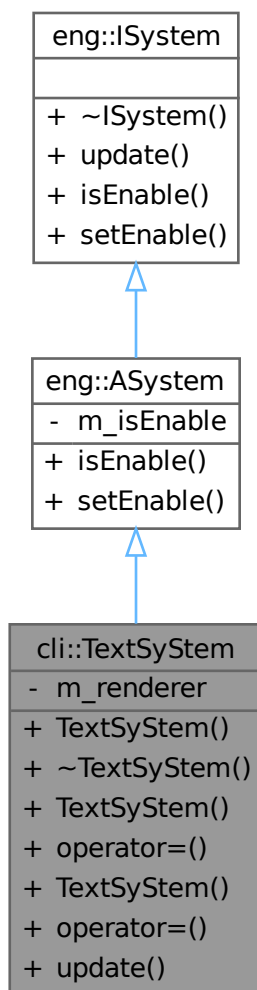 eng::ISystem
+ ~ISystem()
+ update()
+ isEnable()
+ setEnable()
eng::ASystem
- m_isEnable
+ isEnable()
+ setEnable()
cli::TextSyStem
- m_renderer
+ TextSyStem()
+ ~TextSyStem()
+ TextSyStem()
+ operator=()
+ TextSyStem()
+ operator=()
+ update()